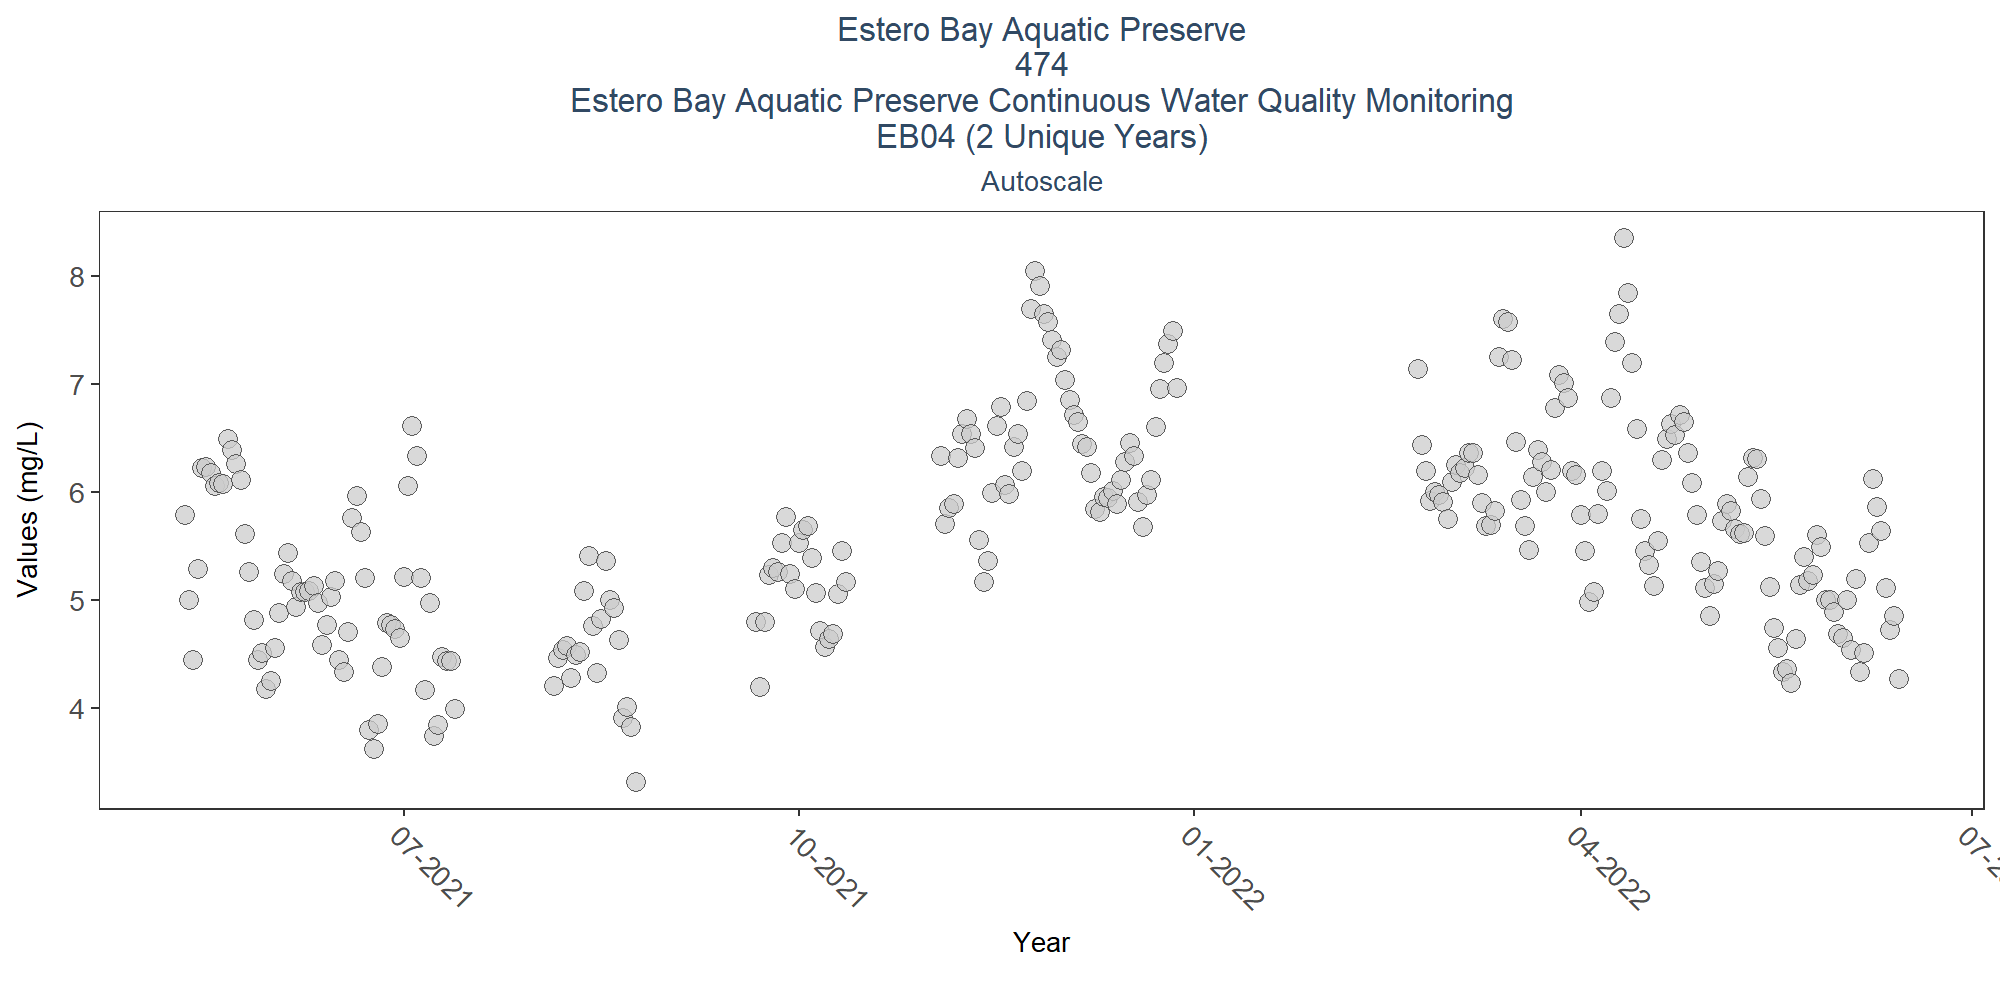 Estero Bay Aquatic Preserve
474
Estero Bay Aquatic Preserve Continuous Water Quality Monitoring
EB04 (2 Unique Years)
Autoscale
Values (mg/L)
8
7
6
5
4
07-2021
10-2021
01-2022
04-2022
Year